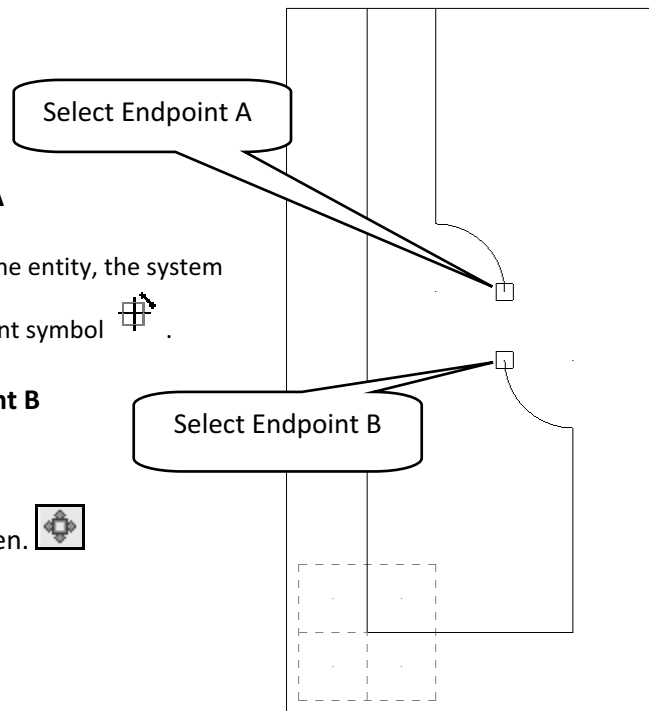 Select Endpoint A
A
ne entity, the system
nt symbol .
nt B
Select Endpoint B
en.